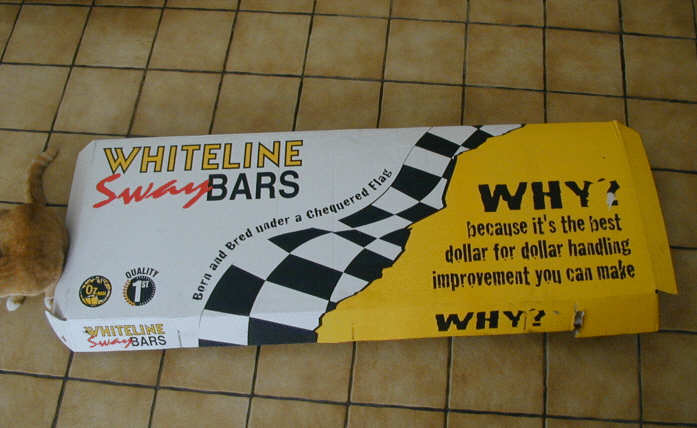 WHITELINE
Sway BARS
Born and Bred under a Chequered Flag
WHY?
because it's the best
dollar for dollar handling
improvement you can make
QUALITY
1ST
WHITELINE
Sway BARS
WHY?